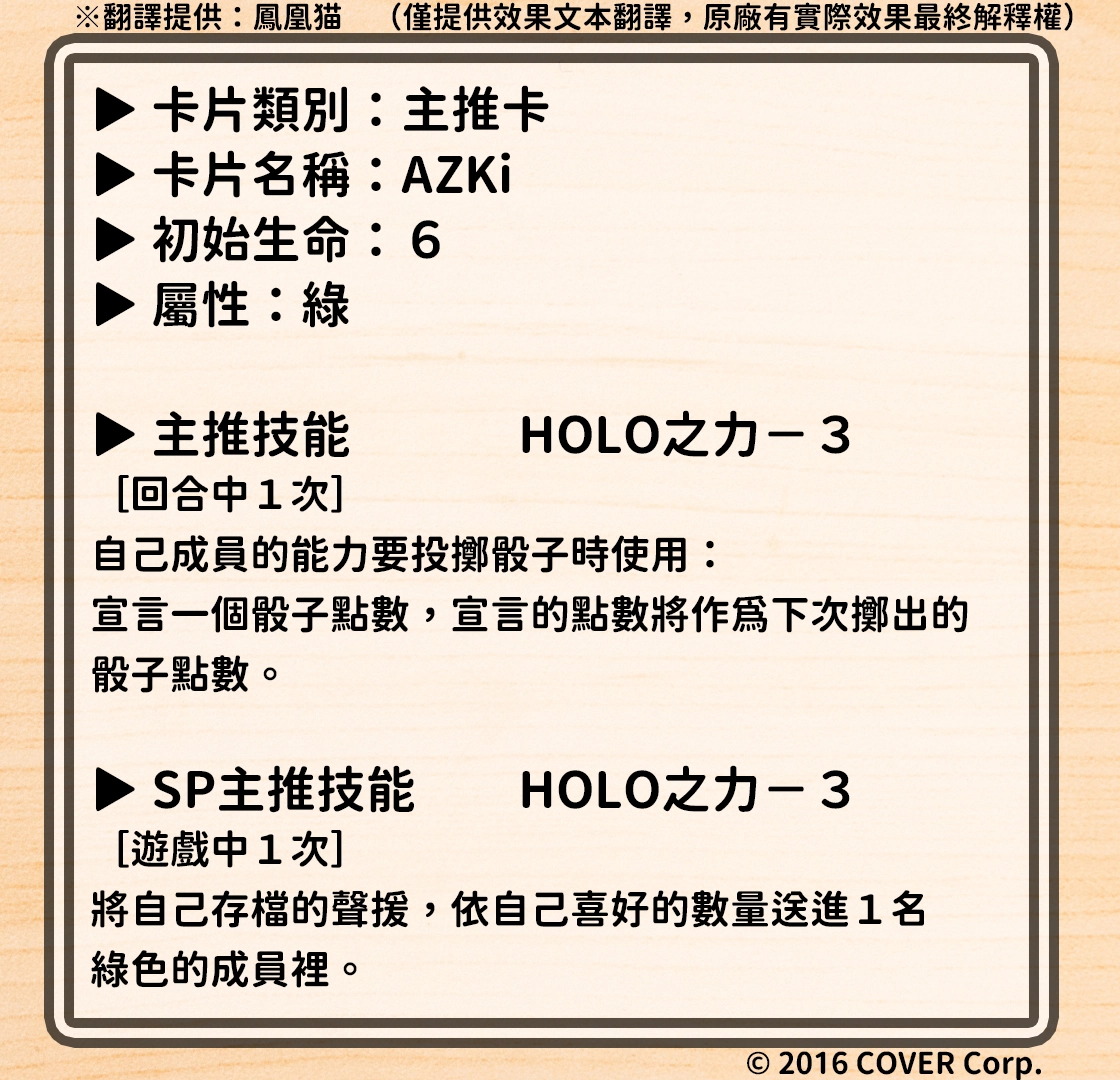 ※翻譯提供：鳳凰猫　（僅提供效果文本翻譯，原廠有實際效果最終解釋權）
▶ 卡片類別：主推卡
▶ 卡片名稱：AZKi
▶ 初始生命：６
▶ 屬性：綠
▶ 主推技能　　　HOLO之力－３
［回合中１次］
自己成員的能力要投擲骰子時使用：
宣言一個骰子點數，宣言的點數將作爲下次擲出的
骰子點數。
▶ SP主推技能　　HOLO之力－３
［遊戲中１次］
將自己存檔的聲援，依自己喜好的數量送進１名
綠色的成員裡。
© 2016 COVER Corp.